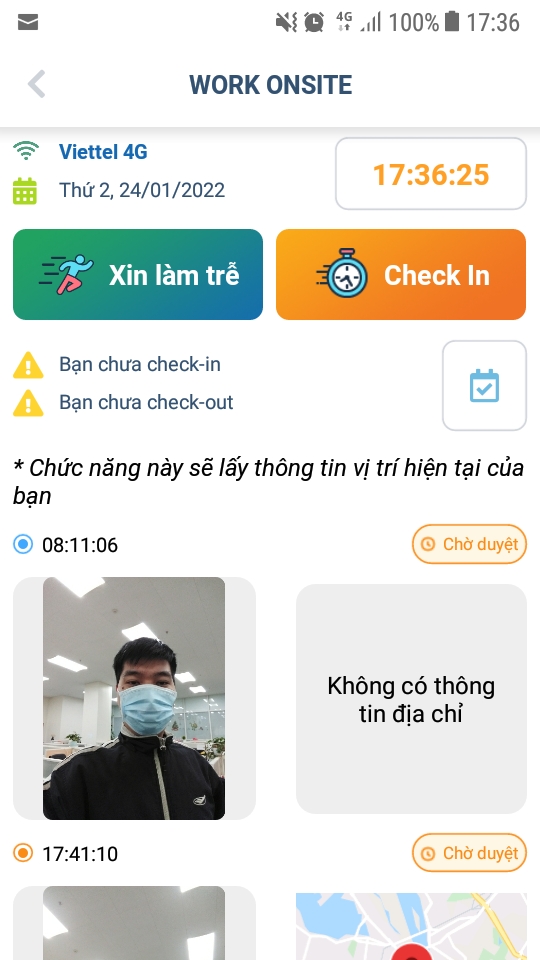 4G 100% 17:36
WORK ONSITE
Viettel 4G
Thứ 2, 24/01/2022
17:36:25
Xin làm trễ
Check In
Bạn chưa check-in
Bạn chưa check-out
* Chức năng này sẽ lấy thông tin vị trí hiện tại của
bạn
08:11:06
Chờ duyệt
Không có thông
tin địa chỉ
17:41:10
Chờ duyệt